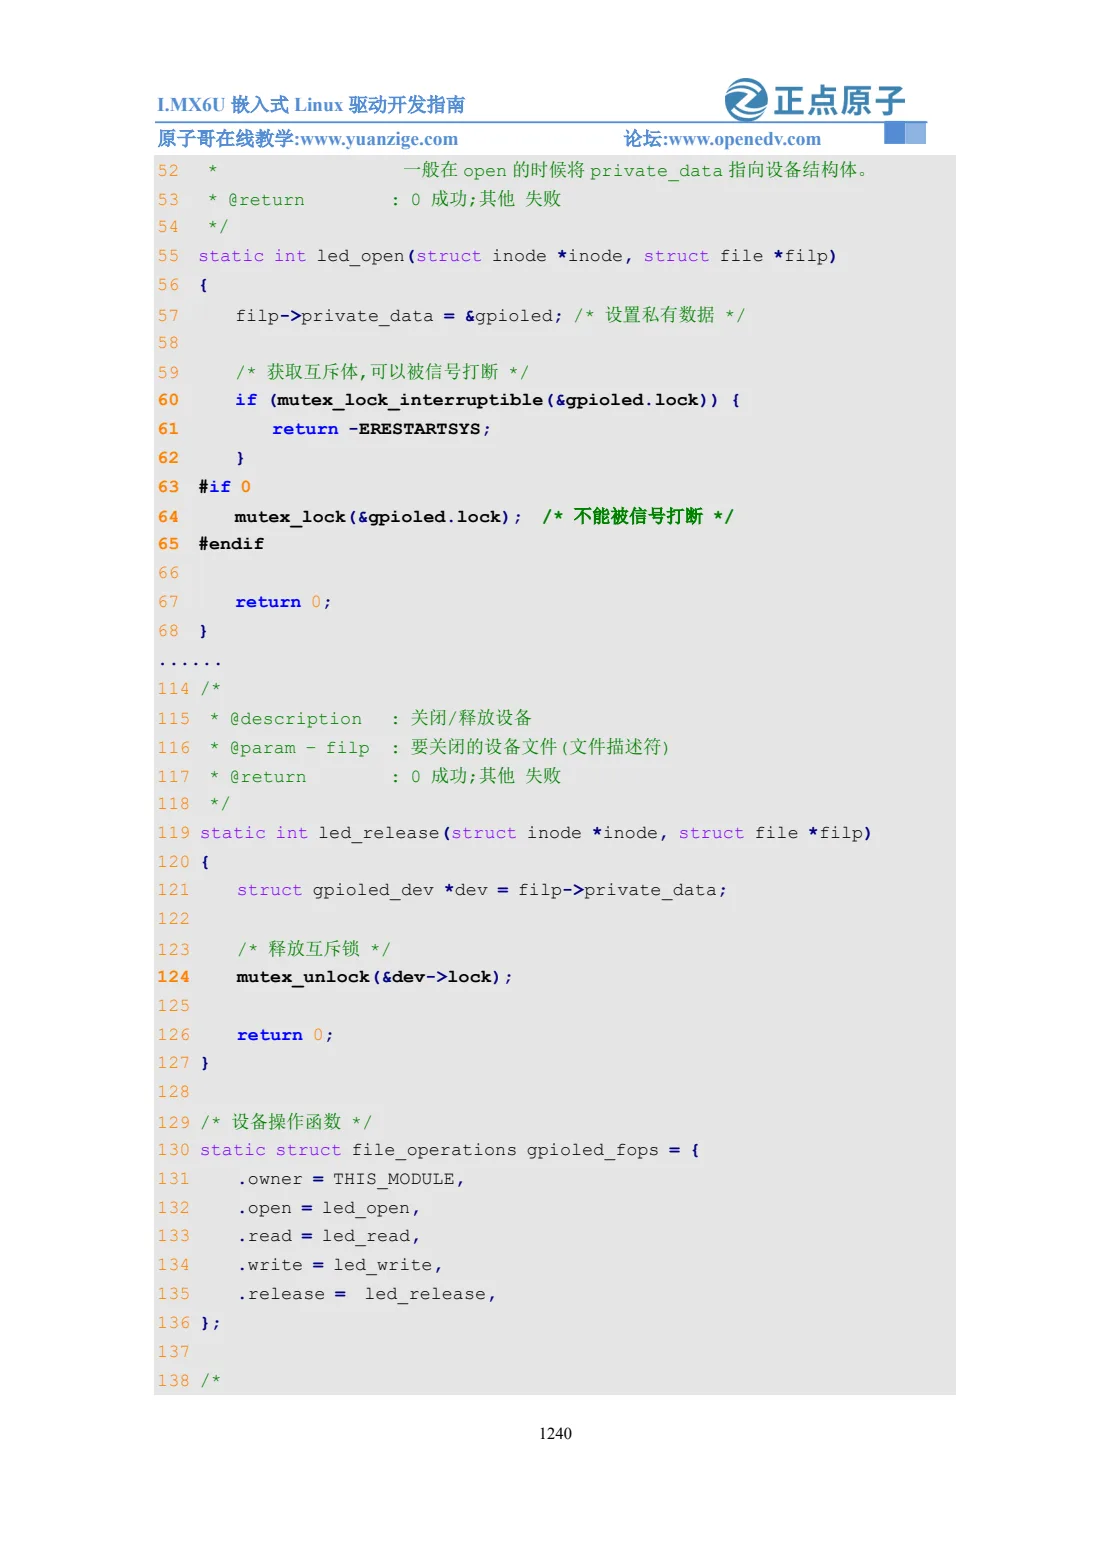 I.MX6U 嵌入式 Linux 驱动开发指南
正点原子
原子哥在线教学:www.yuanzige.com 论坛:www.openedv.com
52 * 一般在 open 的时候将 private_data 指向设备结构体。
53 * @return : 0 成功;其他 失败
54 */
55 static int led_open(struct inode *inode, struct file *filp)
56 {
57 filp->private_data = &gpioled; /* 设置私有数据 */
58
59 /* 获取互斥体,可以被信号打断 */
60 if (mutex_lock_interruptible(&gpioled.lock)) {
61 return -ERESTARTSYS;
62 }
63 #if 0
64 mutex_lock(&gpioled.lock); /* 不能被信号打断 */
65 #endif
66
67 return 0;
68 }
......
114 /*
115 * @description : 关闭/释放设备
116 * @param – filp : 要关闭的设备文件(文件描述符)
117 * @return : 0 成功;其他 失败
118 */
119 static int led_release(struct inode *inode, struct file *filp)
120 {
121 struct gpioled_dev *dev = filp->private_data;
122
123 /* 释放互斥锁 */
124 mutex_unlock(&dev->lock);
125
126 return 0;
127 }
128
129 /* 设备操作函数 */
130 static struct file_operations gpioled_fops = {
131 .owner = THIS_MODULE,
132 .open = led_open,
133 .read = led_read,
134 .write = led_write,
135 .release = led_release,
136 };
137
138 /*
1240